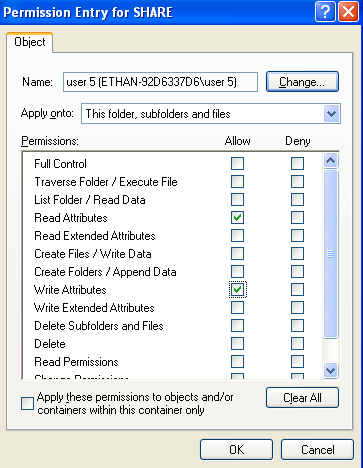 Permission Entry for SHARE
Object
Name: user 5 (ETHAN-92D6337D6\user 5) Change...
Apply onto: This folder, subfolders and files
Permissions: Allow Deny
Full Control
Traverse Folder / Execute File
List Folder / Read Data
Read Attributes
Read Extended Attributes
Create Files / Write Data
Create Folders / Append Data
Write Attributes
Write Extended Attributes
Delete Subfolders and Files
Delete
Read Permissions
Change Permissions
Apply these permissions to objects and/or Clear All
containers within this container only
OK Cancel